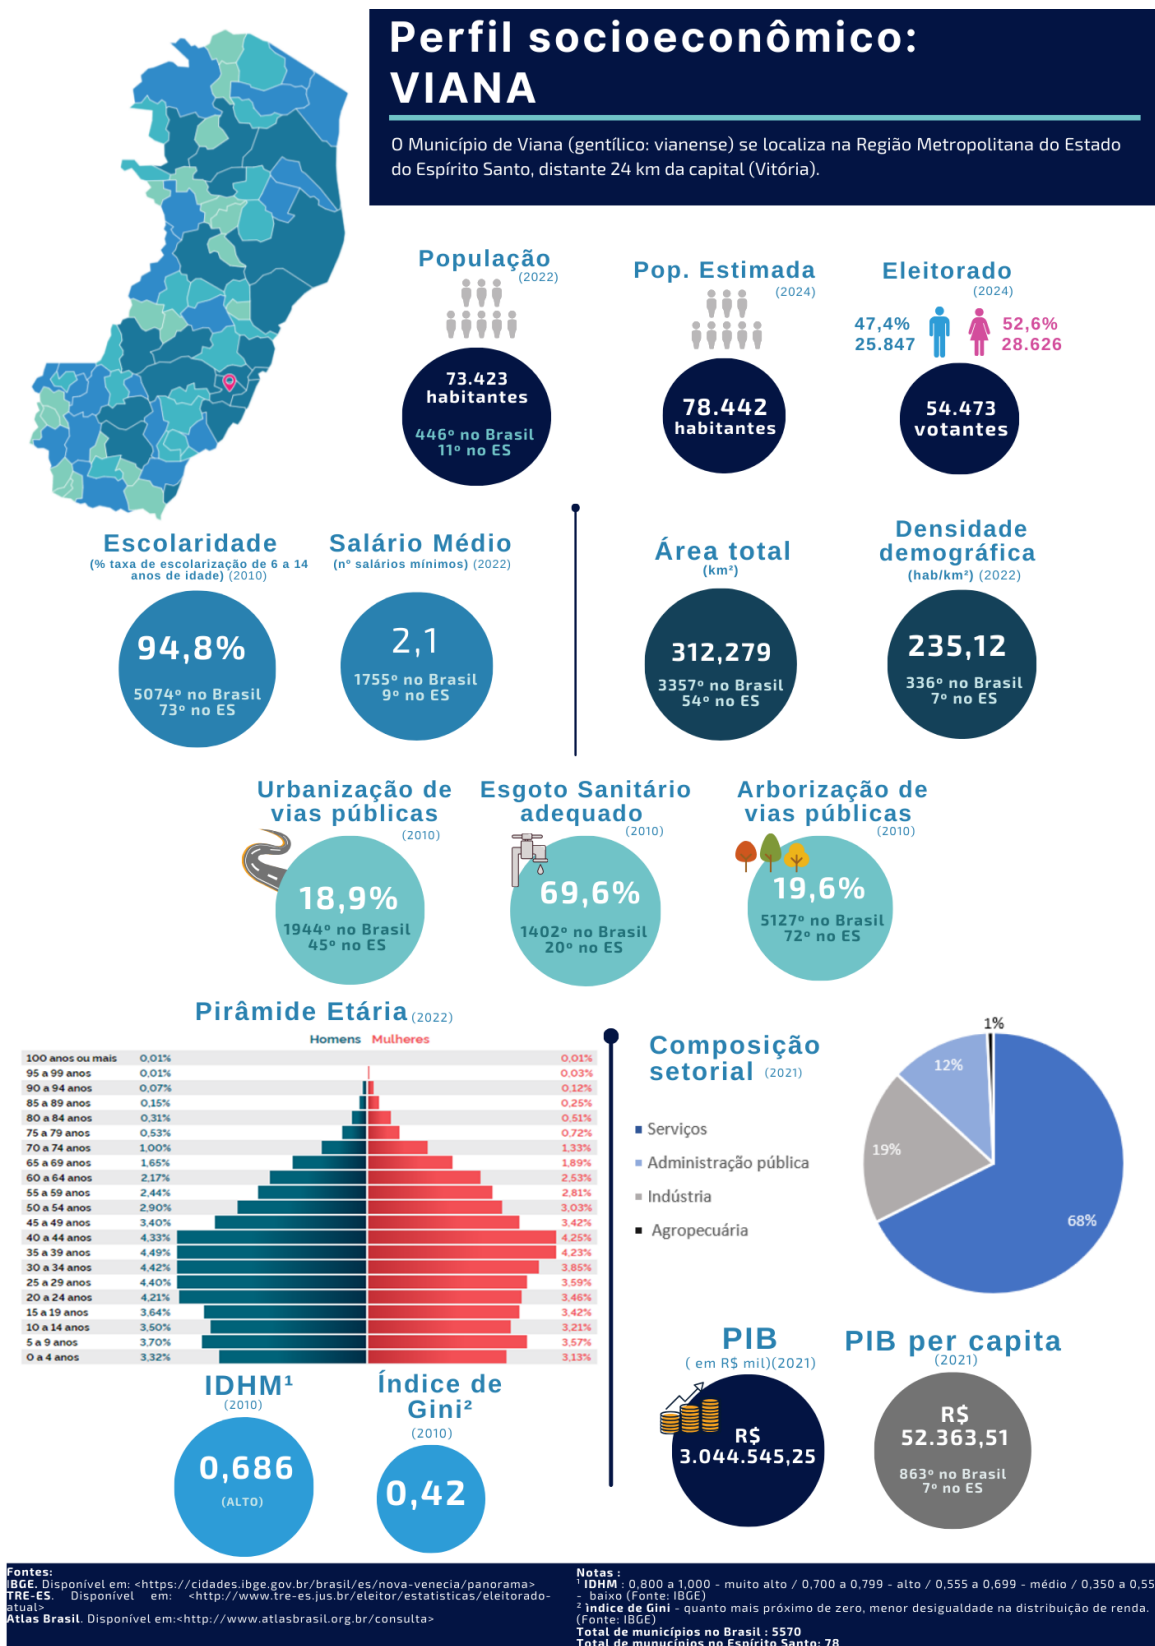 Perfil socioeconômico:
VIANA
O Município de Viana (gentílico: vianense) se localiza na Região Metropolitana do Estado
do Espírito Santo, distante 24 km da capital (Vitória).
População
(2022)
73.423
habitantes
446º no Brasil
11º no ES
Pop. Estimada
(2024)
78.442
habitantes
Eleitorado
(2024)
47,4%
25.847
52,6%
28.626
54.473
votantes
Escolaridade
(% taxa de escolarização de 6 a 14
anos de idade) (2010)
94,8%
5074º no Brasil
73º no ES
Salário Médio
(nº salários mínimos) (2022)
2,1
1755º no Brasil
9º no ES
Área total
(km²)
312,279
3357º no Brasil
54º no ES
Densidade
demográfica
(hab/km²) (2022)
235,12
336º no Brasil
7º no ES
Urbanização de
vias públicas
(2010)
18,9%
1944º no Brasil
45º no ES
Esgoto Sanitário
adequado
(2010)
69,6%
1402º no Brasil
20º no ES
Arborização de
vias públicas
(2010)
19,6%
5127º no Brasil
72º no ES
Pirâmide Etária (2022)
Homens Mulheres
100 anos ou mais 0,01% 0,01%
95 a 99 anos 0,01% 0,03%
90 a 94 anos 0,07% 0,12%
85 a 89 anos 0,15% 0,25%
80 a 84 anos 0,31% 0,51%
75 a 79 anos 0,53% 0,72%
70 a 74 anos 1,00% 1,33%
65 a 69 anos 1,65% 1,89%
60 a 64 anos 2,17% 2,53%
55 a 59 anos 2,44% 2,81%
50 a 54 anos 2,90% 3,03%
45 a 49 anos 3,40% 3,42%
40 a 44 anos 4,33% 4,25%
35 a 39 anos 4,49% 4,23%
30 a 34 anos 4,42% 3,85%
25 a 29 anos 4,40% 3,59%
20 a 24 anos 4,21% 3,46%
15 a 19 anos 3,64% 3,42%
10 a 14 anos 3,50% 3,21%
5 a 9 anos 3,70% 3,57%
0 a 4 anos 3,32% 3,13%
Composição
setorial (2021)
Serviços
Administração pública
Indústria
Agropecuária
1%
12%
19%
68%
IDHM¹
(2010)
0,686
(ALTO)
Índice de
Gini²
(2010)
0,42
PIB
( em R$ mil)(2021)
R$
3.044.545,25
PIB per capita
(2021)
R$
52.363,51
863º no Brasil
7º no ES
Fontes:
IBGE. Disponível em: <https://cidades.ibge.gov.br/brasil/es/nova-venecia/panorama>
TRE-ES. Disponível em: <http://www.tre-es.jus.br/eleitor/estatisticas/eleitorado-
atual>
Atlas Brasil. Disponível em:<http://www.atlasbrasil.org.br/consulta>
Notas :
¹ IDHM : 0,800 a 1,000 - muito alto / 0,700 a 0,799 - alto / 0,555 a 0,699 - médio / 0,350 a 0,55
- baixo (Fonte: IBGE)
² índice de Gini - quanto mais próximo de zero, menor desigualdade na distribuição de renda.
(Fonte: IBGE)
Total de municípios no Brasil : 5570
Total de munucípios no Espírito Santo: 78